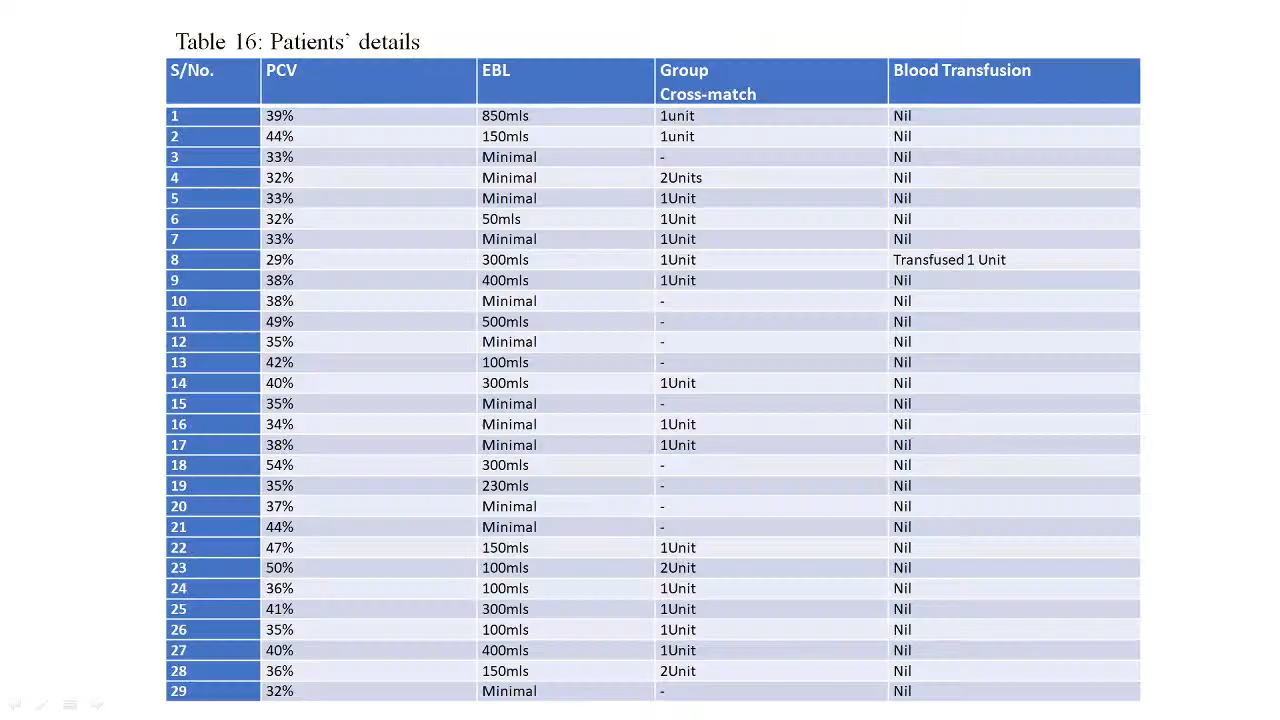 Table 16: Patients’ details
S/No. PCV EBL Group Cross-match Blood Transfusion
1 39% 850mls 1unit Nil
2 44% 150mls 1unit Nil
3 33% Minimal - Nil
4 32% Minimal 2Units Nil
5 33% Minimal 1Unit Nil
6 32% 50mls 1Unit Nil
7 33% Minimal 1Unit Nil
8 29% 300mls 1Unit Transfused 1 Unit
9 38% 400mls 1Unit Nil
10 38% Minimal - Nil
11 49% 500mls - Nil
12 35% Minimal - Nil
13 42% 100mls - Nil
14 40% 300mls 1Unit Nil
15 35% Minimal - Nil
16 34% Minimal 1Unit Nil
17 38% Minimal 1Unit Nil
18 54% 300mls - Nil
19 35% 230mls - Nil
20 37% Minimal - Nil
21 44% Minimal - Nil
22 47% 150mls 1Unit Nil
23 50% 100mls 2Unit Nil
24 36% 100mls 1Unit Nil
25 41% 300mls 1Unit Nil
26 35% 100mls 1Unit Nil
27 40% 400mls 1Unit Nil
28 36% 150mls 2Unit Nil
29 32% Minimal - Nil